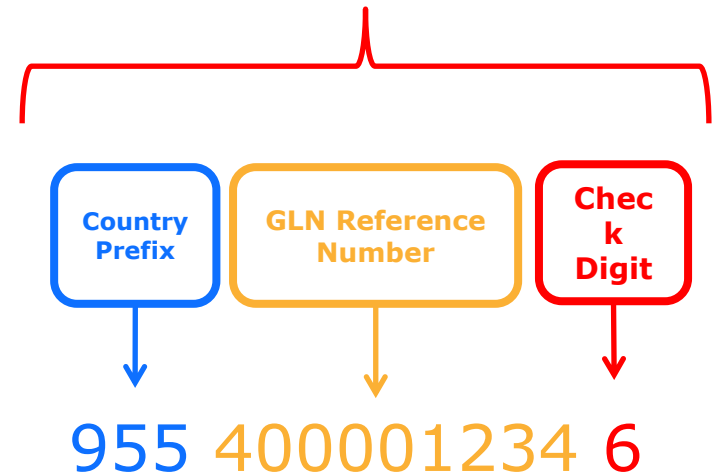 Country
Prefix
GLN Reference
Number
Chec
k
Digit
955 400001234 6